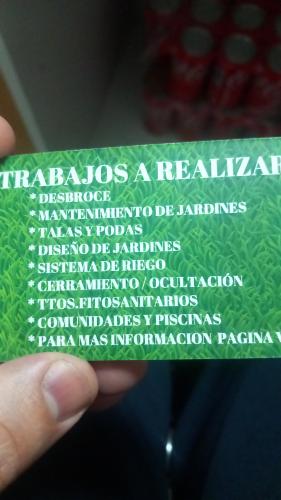 TRABAJOS A REALIZAR
* DESBROCE
* MANTENIMIENTO DE JARDINES
* TALAS Y PODAS
* DISEÑO DE JARDINES
* SISTEMA DE RIEGO
* CERRAMIENTO / OCULTACIÓN
* TTOS.FITOSANITARIOS
* COMUNIDADES Y PISCINAS
* PARA MAS INFORMACION PAGINA